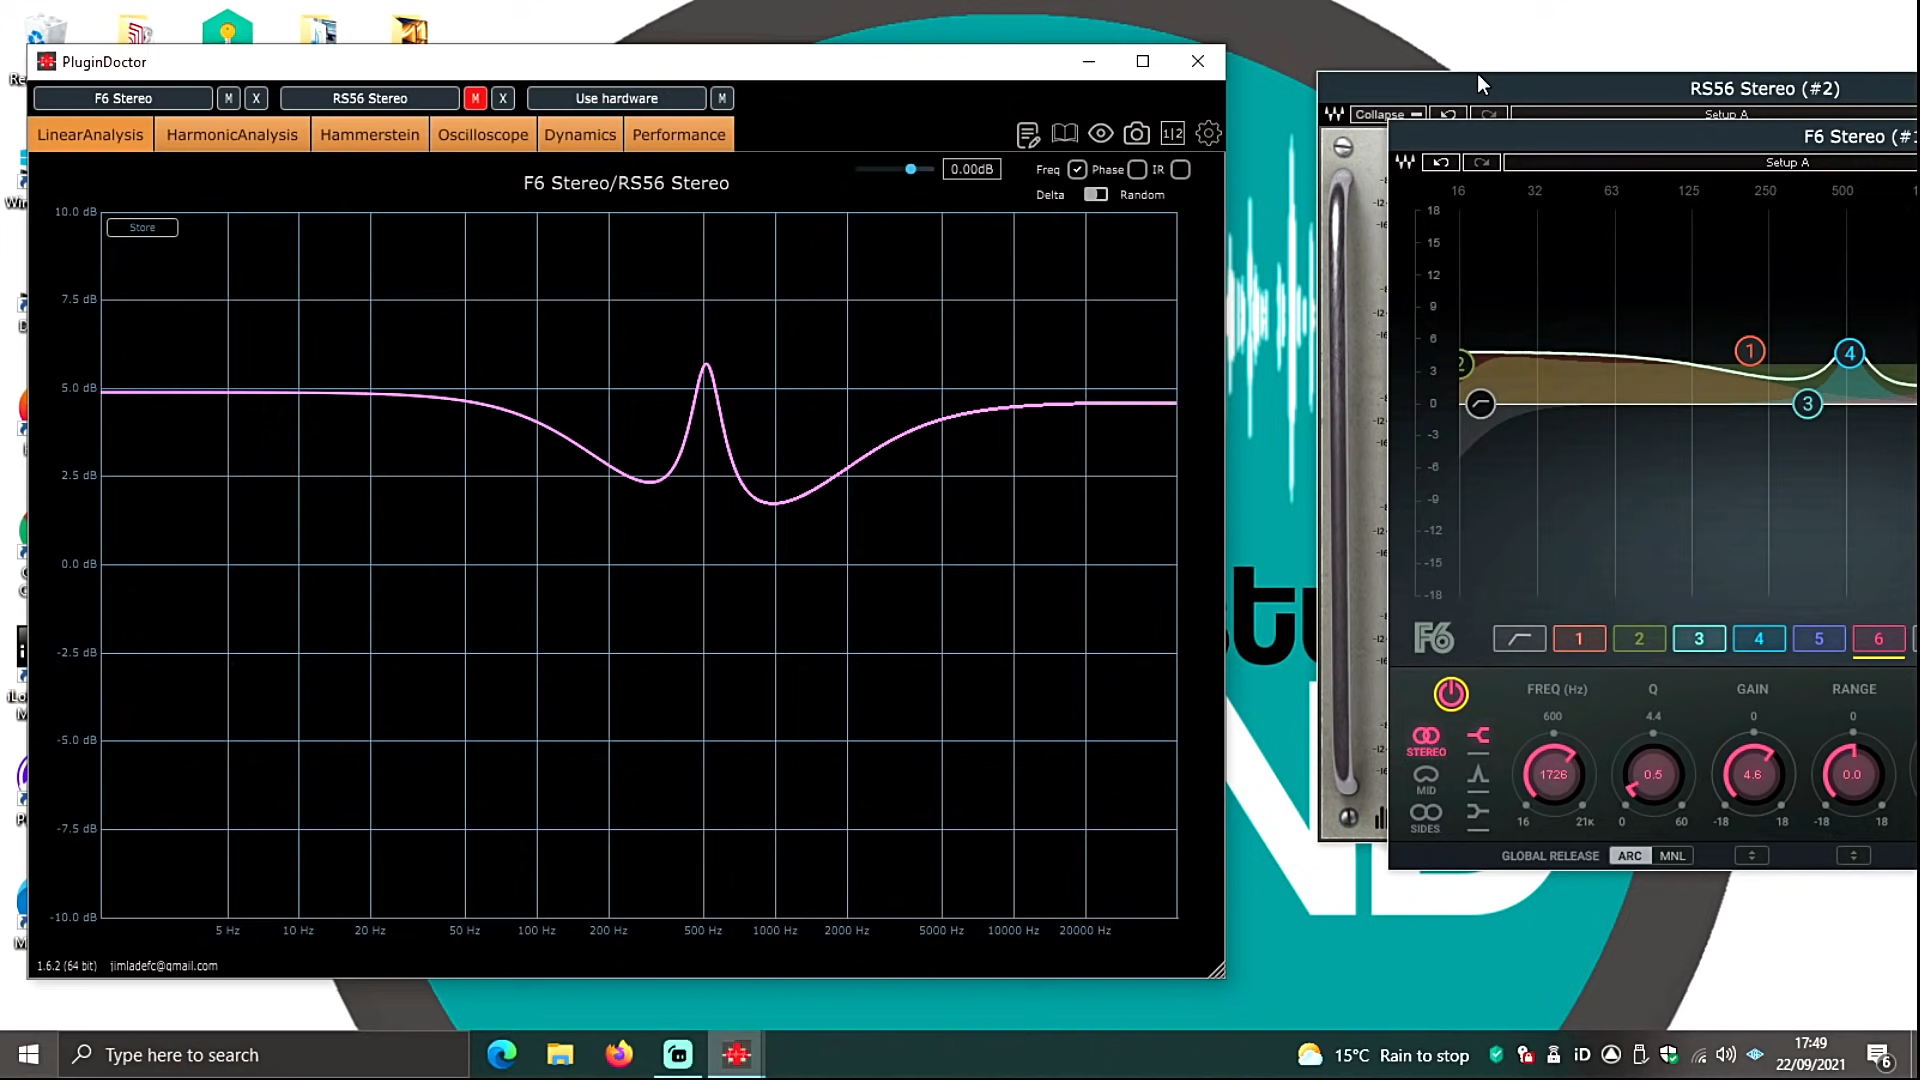 PluginDoctor
F6 Stereo M X RS56 Stereo M X Use hardware M
LinearAnalysis HarmonicAnalysis Hammerstein Oscilloscope Dynamics Performance
1|2
0.00dB Freq Phase IR
Delta Random
F6 Stereo/RS56 Stereo
Store
10.0 dB
7.5 dB
5.0 dB
2.5 dB
0.0 dB
-2.5 dB
-5.0 dB
-7.5 dB
-10.0 dB
5 Hz 10 Hz 20 Hz 50 Hz 100 Hz 200 Hz 500 Hz 1000 Hz 2000 Hz 5000 Hz 10000 Hz 20000 Hz
1.6.2 (64 bit) jimladefc@gmail.com
RS56 Stereo (#2)
Collapse Setup A
F6 Stereo (#
Setup A
16 32 63 125 250 500
18
15
12
9
6
3
0
-3
-6
-9
-12
-15
-18
1 4
2
3
F6 1 2 3 4 5 6
FREQ (Hz) Q GAIN RANGE
600 4.4 0 0
STEREO
1726 0.5 4.6 0.0
MID
16 21K 0 60 -18 18 -18 18
SIDES
GLOBAL RELEASE ARC MNL
Type here to search
15°C Rain to stop
iD
17:49
22/09/2021
6